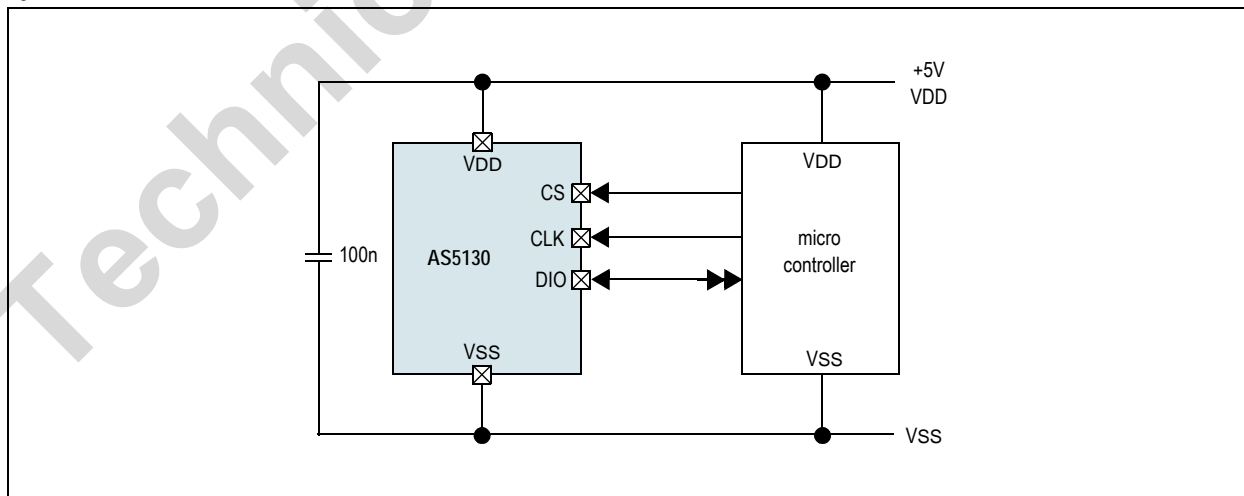 Technic
+5V
VDD
VDD
VDD
CS
CLK
micro
controller
100n
AS5130
DIO
VSS
VSS
VSS